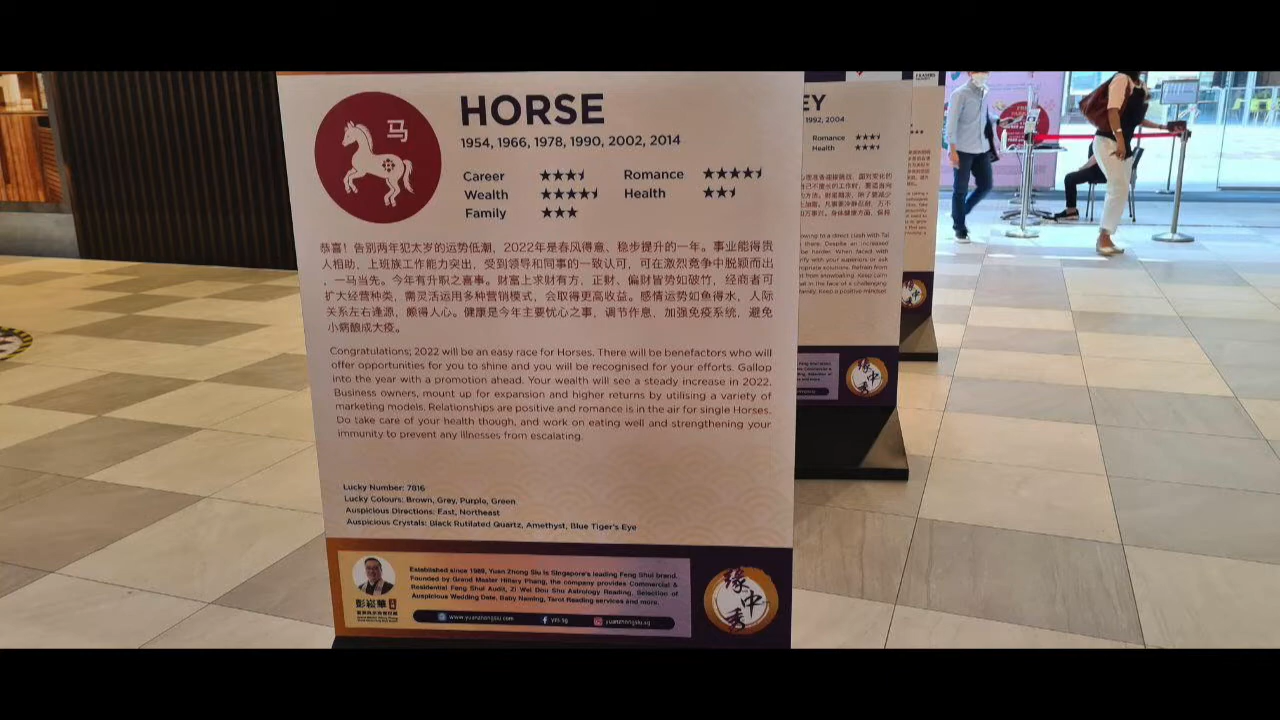 马
HORSE
1954, 1966, 1978, 1990, 2002, 2014
Career
Romance
Wealth
Health
Family
恭喜！告别两年犯太岁的运势低潮，2022年是春风得意、稳步提升的一年。事业能得贵
人相助，上班族工作能力突出，受到领导和同事的一致认可，可在激烈竞争中脱颖而出
，一马当先。今年有升职之喜事。财富上求财有方，正财、偏财皆势如破竹，经商者可
扩大经营种类，需灵活运用多种营销模式，会取得更高收益。感情运势如鱼得水，人际
关系左右逢源，颇得人心。健康是今年主要忧心之事，调节作息，加强免疫系统，避免
小病酿成大疫。
Congratulations; 2022 will be an easy race for Horses. There will be benefactors who will
offer opportunities for you to shine and you will be recognised for your efforts. Gallop
into the year with a promotion ahead. Your wealth will see a steady increase in 2022.
Business owners, mount up for expansion and higher returns by utilising a variety of
marketing models. Relationships are positive and romance is in the air for single Horses.
Do take care of your health though, and work on eating well and strengthening your
immunity to prevent any illnesses from escalating.
Lucky Number: 7816
Lucky Colours: Brown, Grey, Purple, Green
Auspicious Directions: East, Northeast
Auspicious Crystals: Black Rutilated Quartz, Amethyst, Blue Tiger's Eye
Established since 1989, Yuan Zhong Siu is Singapore's leading Feng Shui brand.
Founded by Grand Master Hillary Phang, the company provides Commercial &
Residential Feng Shui Audit, Zi Wei Dou Shu Astrology Reading, Selection of
Auspicious Wedding Date, Baby Naming, Tarot Reading services and more.
彭崧華
www.yuanzhongsiu.com
yzs.sg
yuanzhongsiu.sg
缘中秀
EY
1992, 2004
Romance
Health
缘中秀